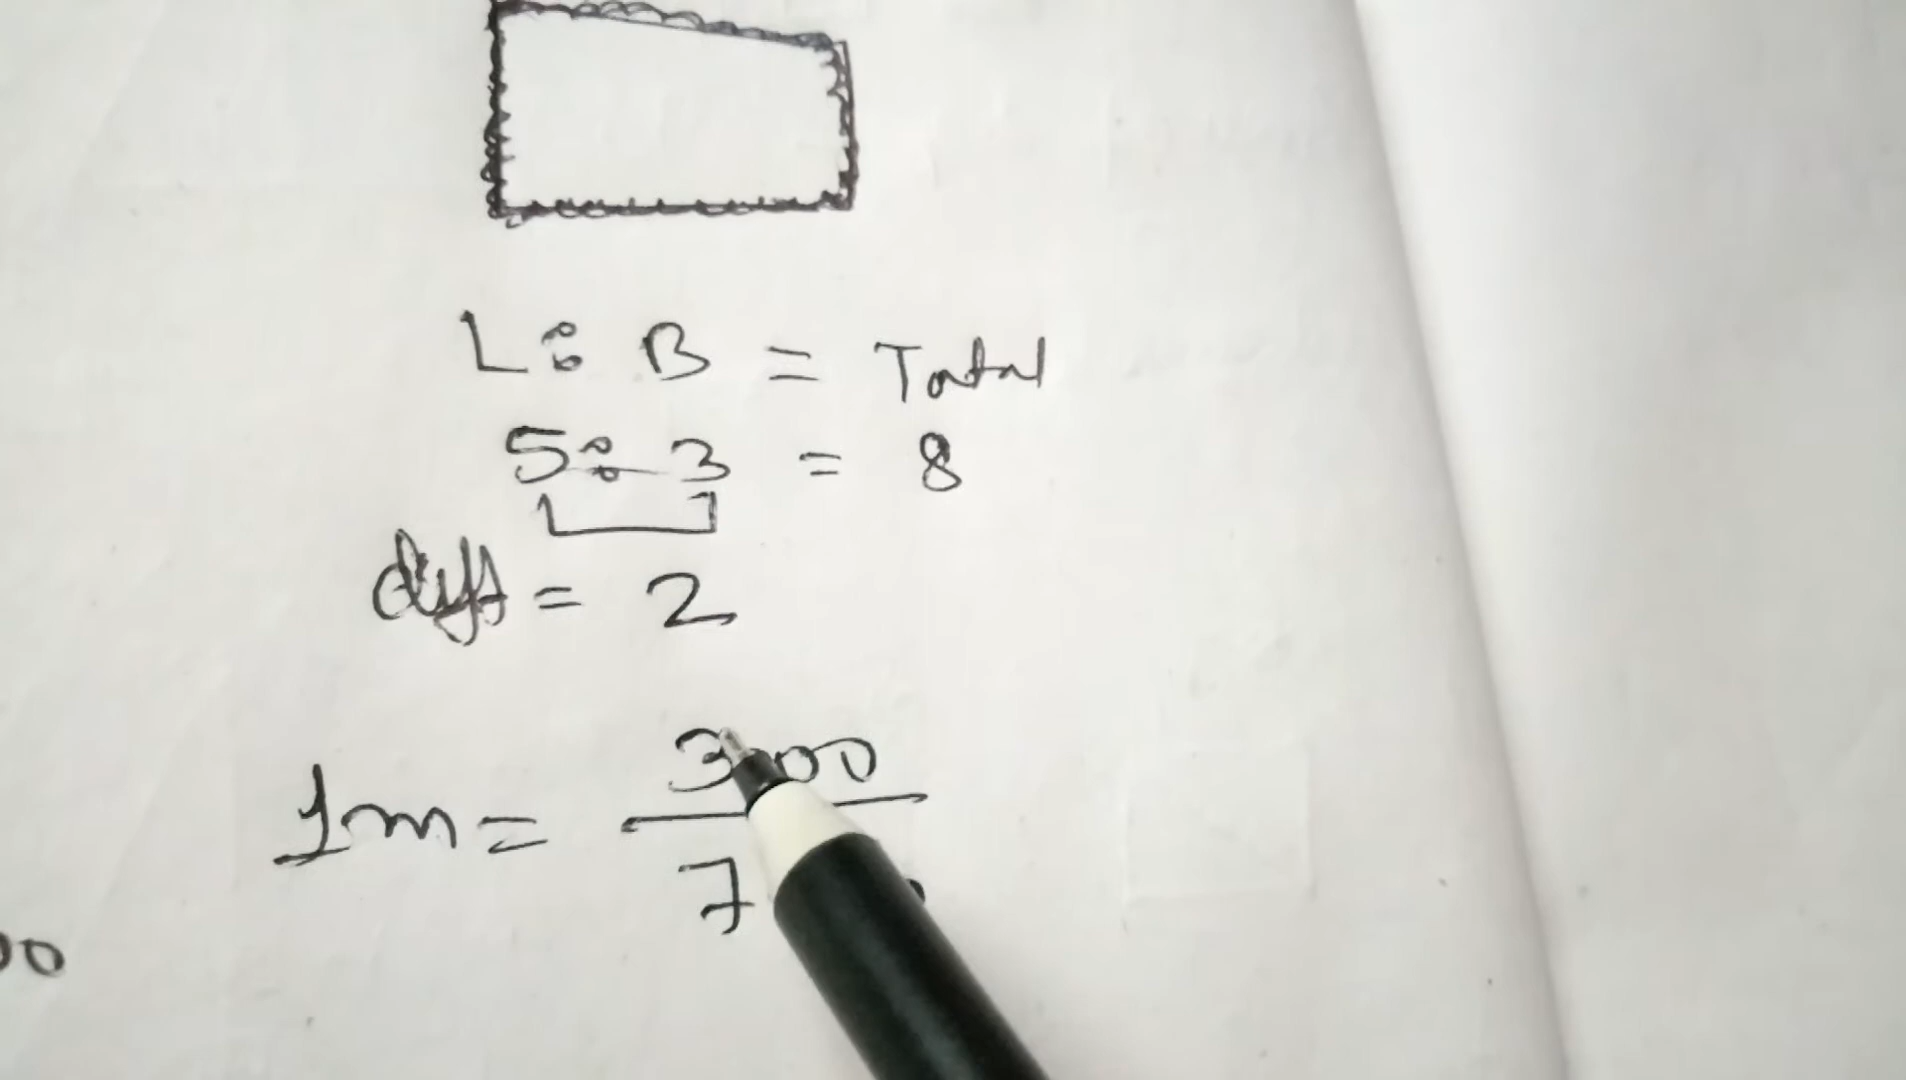 L : B = Total
5 : 3 = 8
diff = 2
1m =